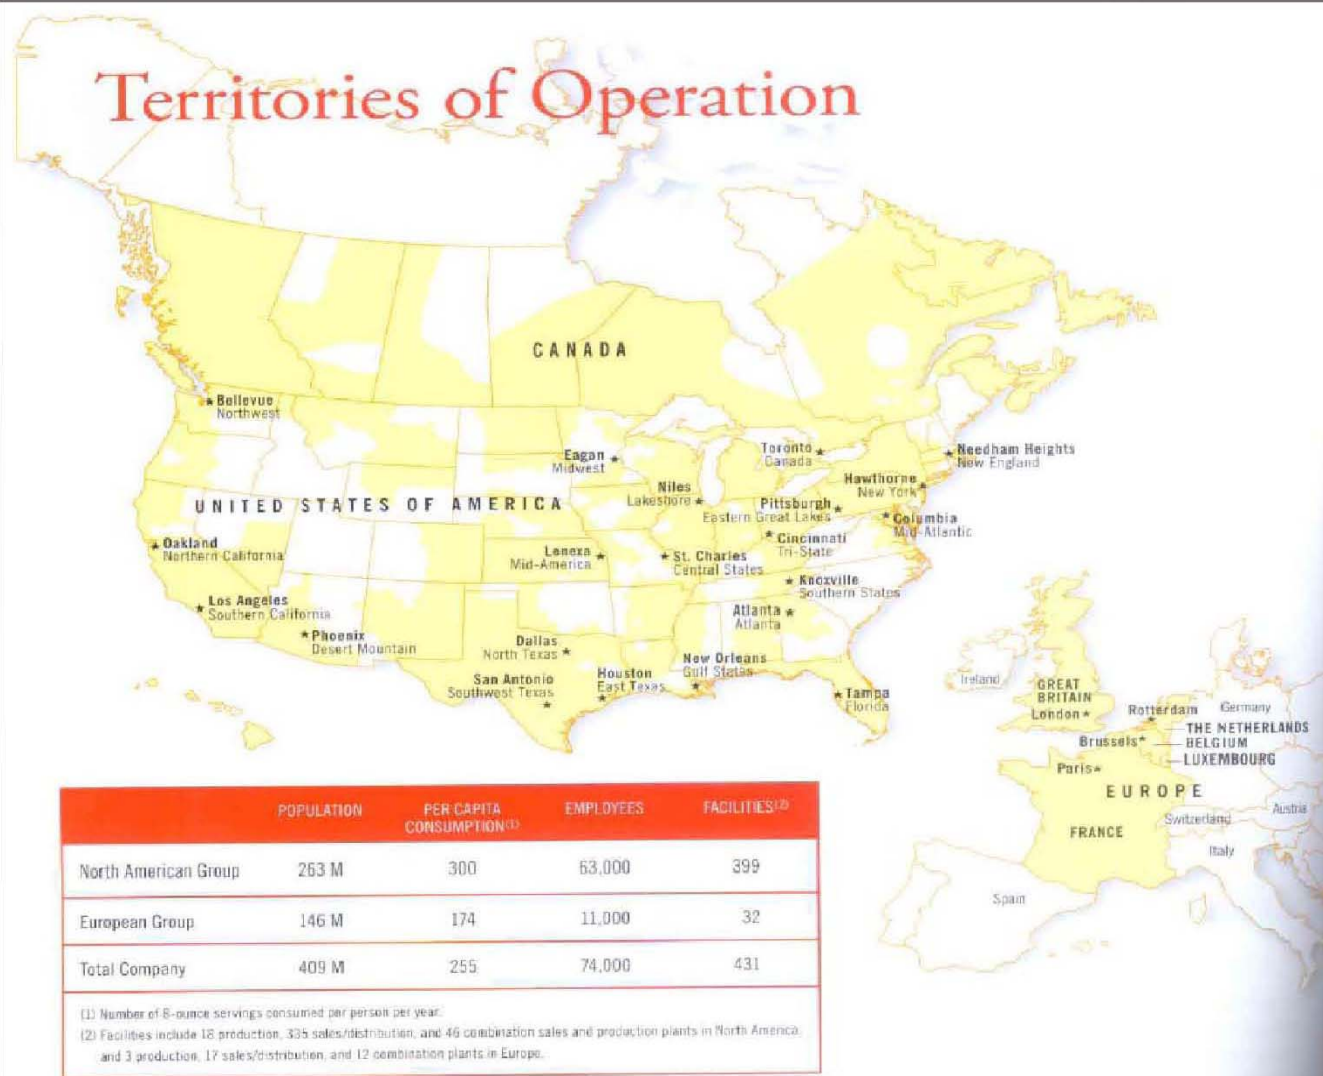 Territories of Operation
CANADA
Bellevue
Northwest
Eagan
Midwest
Toronto
Canada
Needham Heights
New England
Niles
Lakeshore
Hawthorne
New York
Pittsburgh
Eastern Great Lakes
UNITED STATES OF AMERICA
Columbia
Mid-Atlantic
Cincinnati
Tri-State
Oakland
Northern California
Lenexa
Mid-America
St. Charles
Central States
Knoxville
Southern States
Los Angeles
Southern California
Atlanta
Atlanta
Phoenix
Desert Mountain
Dallas
North Texas
New Orleans
Gulf States
San Antonio
Southwest Texas
Houston
East Texas
Tampa
Florida
Ireland
GREAT
BRITAIN
London
Rotterdam
Germany
THE NETHERLANDS
Brussels
BELGIUM
LUXEMBOURG
Paris
EUROPE
Austria
Switzerland
FRANCE
Italy
Spain
POPULATION PER CAPITA CONSUMPTION(1) EMPLOYEES FACILITIES(2)
North American Group 263 M 300 63,000 399
European Group 146 M 174 11,000 32
Total Company 409 M 255 74,000 431
(1) Number of 8-ounce servings consumed per person per year.
(2) Facilities include 18 production, 335 sales/distribution, and 46 combination sales and production plants in North America
and 3 production, 17 sales/distribution, and 12 combination plants in Europe.